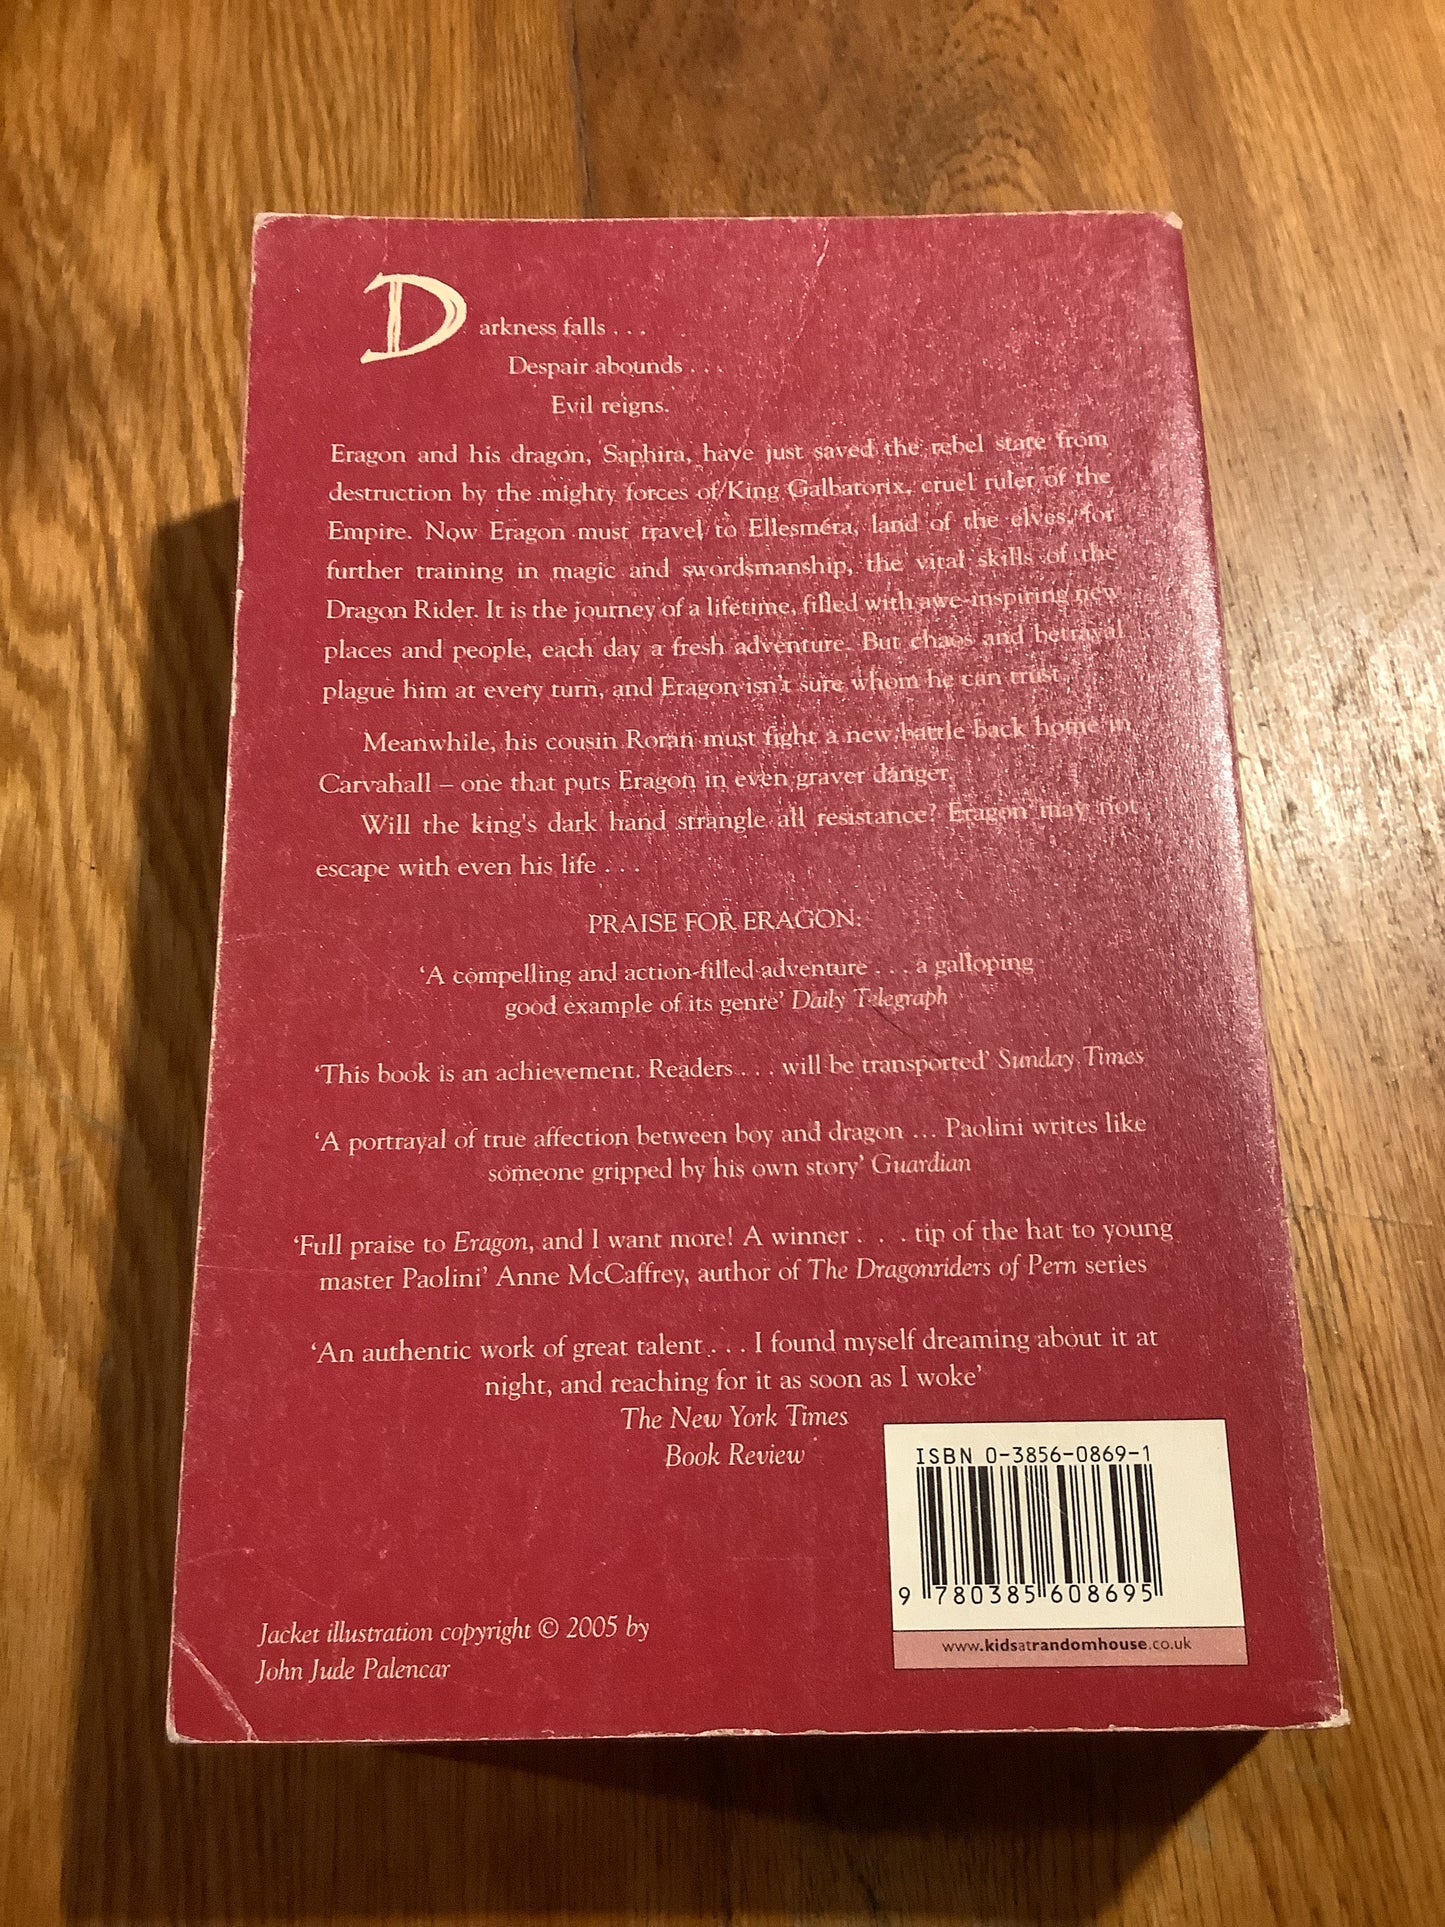 Darkness falls . . .
Despair abounds . . .
Evil reigns.
Eragon and his dragon, Saphira, have just saved the rebel state from
destruction by the mighty forces of King Galbatorix, cruel ruler of the
Empire. Now Eragon must travel to Ellesméra, land of the elves, for
further training in magic and swordsmanship, the vital skills of the
Dragon Rider. It is the journey of a lifetime, filled with awe-inspiring new
places and people, each day a fresh adventure. But chaos and betrayal
plague him at every turn, and Eragon isn't sure whom he can trust.
Meanwhile, his cousin Roran must fight a new battle back home in
Carvahall – one that puts Eragon in even graver danger.
Will the king's dark hand strangle all resistance? Eragon may not
escape with even his life . . .
PRAISE FOR ERAGON:
‘A compelling and action-filled adventure . . . a galloping
good example of its genre’ Daily Telegraph
‘This book is an achievement. Readers . . . will be transported’ Sunday Times
‘A portrayal of true affection between boy and dragon ... Paolini writes like
someone gripped by his own story’ Guardian
‘Full praise to Eragon, and I want more! A winner . . . tip of the hat to young
master Paolini’ Anne McCaffrey, author of The Dragonriders of Pern series
‘An authentic work of great talent . . . I found myself dreaming about it at
night, and reaching for it as soon as I woke’
The New York Times
Book Review
ISBN 0-3856-0869-1
9 780385 608695
www.kidsatrandomhouse.co.uk
Jacket illustration copyright © 2005 by
John Jude Palencar